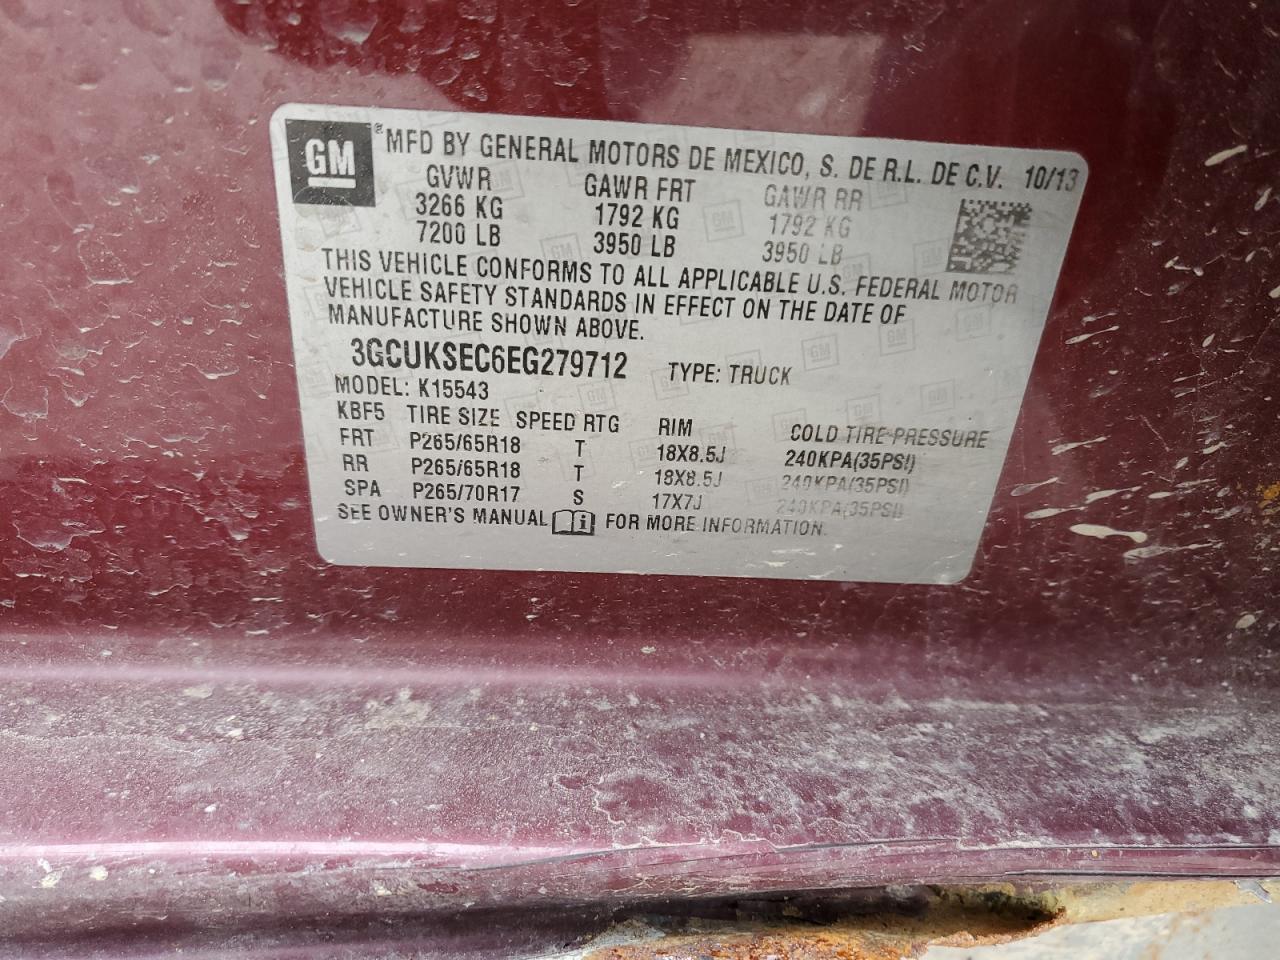 GM ® MFD BY GENERAL MOTORS DE MEXICO, S. DE R.L. DE C.V. 10/13
GVWR GAWR FRT GAWR RR
3266 KG 1792 KG 1792 KG
7200 LB 3950 LB 3950 LB
THIS VEHICLE CONFORMS TO ALL APPLICABLE U.S. FEDERAL MOTOR
VEHICLE SAFETY STANDARDS IN EFFECT ON THE DATE OF
MANUFACTURE SHOWN ABOVE.
3GCUKSEC6EG279712 TYPE: TRUCK
MODEL: K15543
KBF5 TIRE SIZE SPEED RTG RIM COLD TIRE PRESSURE
FRT P265/65R18 T 18X8.5J 240KPA(35PSI)
RR P265/65R18 T 18X8.5J 240KPA(35PSI)
SPA P265/70R17 S 17X7J 240KPA(35PSI)
SEE OWNER'S MANUAL i FOR MORE INFORMATION.